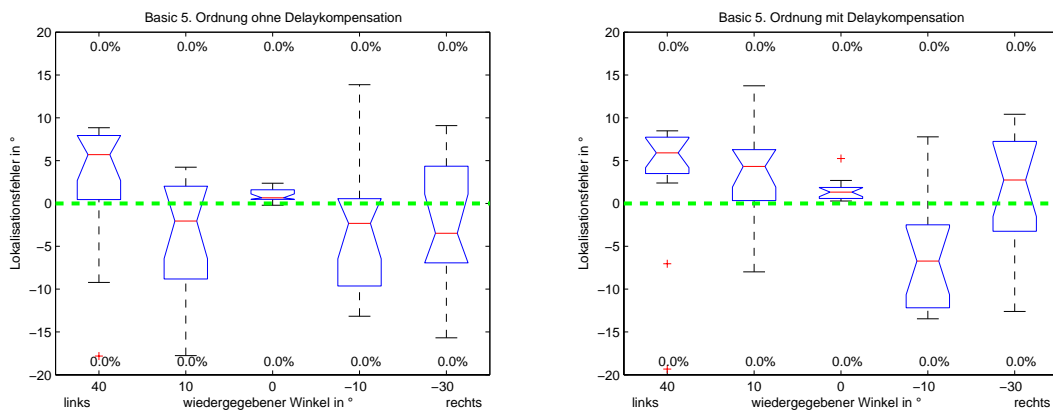 Basic 5. Ordnung ohne Delaykompensation
20
15
10
5
0
−5
−10
−15
−20
Lokalisationsfehler in °
0.0% 0.0% 0.0% 0.0% 0.0%
0.0% 0.0% 0.0% 0.0% 0.0%
40 10 0 −10 −30
links wiedergegebener Winkel in ° rechts
Basic 5. Ordnung mit Delaykompensation
20
15
10
5
0
−5
−10
−15
−20
Lokalisationsfehler in °
0.0% 0.0% 0.0% 0.0% 0.0%
0.0% 0.0% 0.0% 0.0% 0.0%
40 10 0 −10 −30
links wiedergegebener Winkel in ° rechts